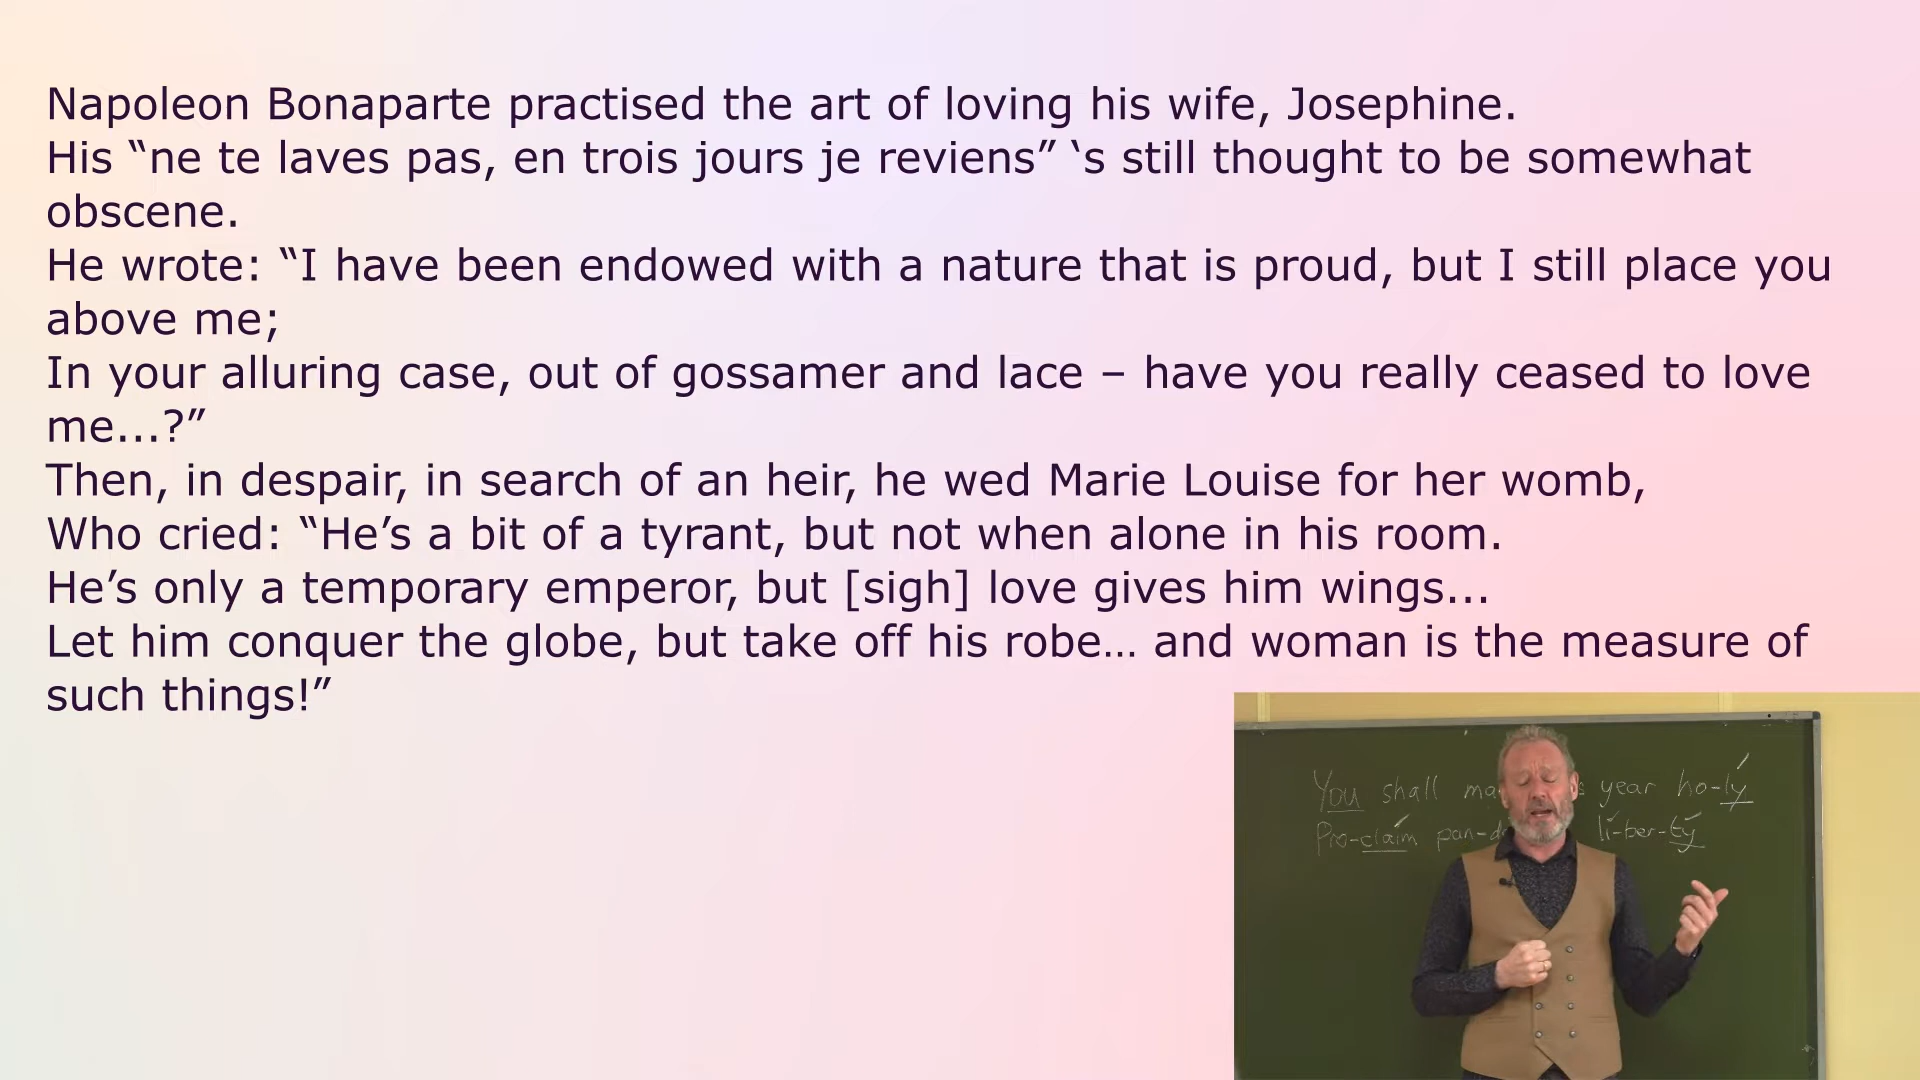 Napoleon Bonaparte practised the art of loving his wife, Josephine.
His “ne te laves pas, en trois jours je reviens” ‘s still thought to be somewhat
obscene.
He wrote: “I have been endowed with a nature that is proud, but I still place you
above me;
In your alluring case, out of gossamer and lace – have you really ceased to love
me...?”
Then, in despair, in search of an heir, he wed Marie Louise for her womb,
Who cried: “He’s a bit of a tyrant, but not when alone in his room.
He’s only a temporary emperor, but [sigh] love gives him wings...
Let him conquer the globe, but take off his robe… and woman is the measure of
such things!”
You shall year ho-ly
Pro-claim li-ber-ty